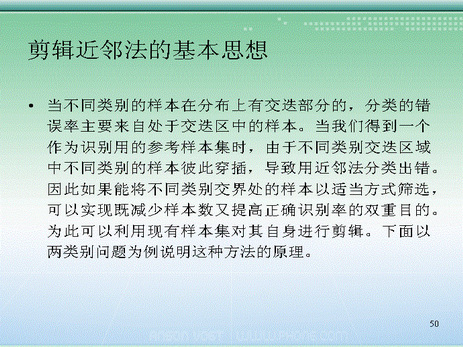 剪辑近邻法的基本思想
• 当不同类别的样本在分布上有交迭部分的，分类的错
误率主要来自处于交迭区中的样本。当我们得到一个
作为识别用的参考样本集时，由于不同类别交迭区域
中不同类别的样本彼此穿插，导致用近邻法分类出错。
因此如果能将不同类别交界处的样本以适当方式筛选，
可以实现既减少样本数又提高正确识别率的双重目的。
为此可以利用现有样本集对其自身进行剪辑。下面以
两类别问题为例说明这种方法的原理。
50